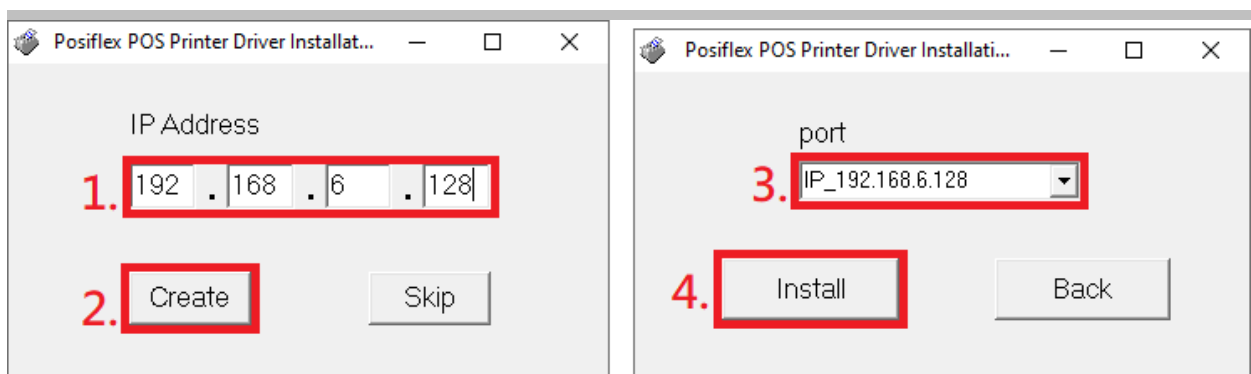 Posiflex POS Printer Driver Installat...
IP Address
1. 192 . 168 . 6 . 128
2. Create
Skip
Posiflex POS Printer Driver Installati...
port
3. IP_192.168.6.128
4. Install
Back